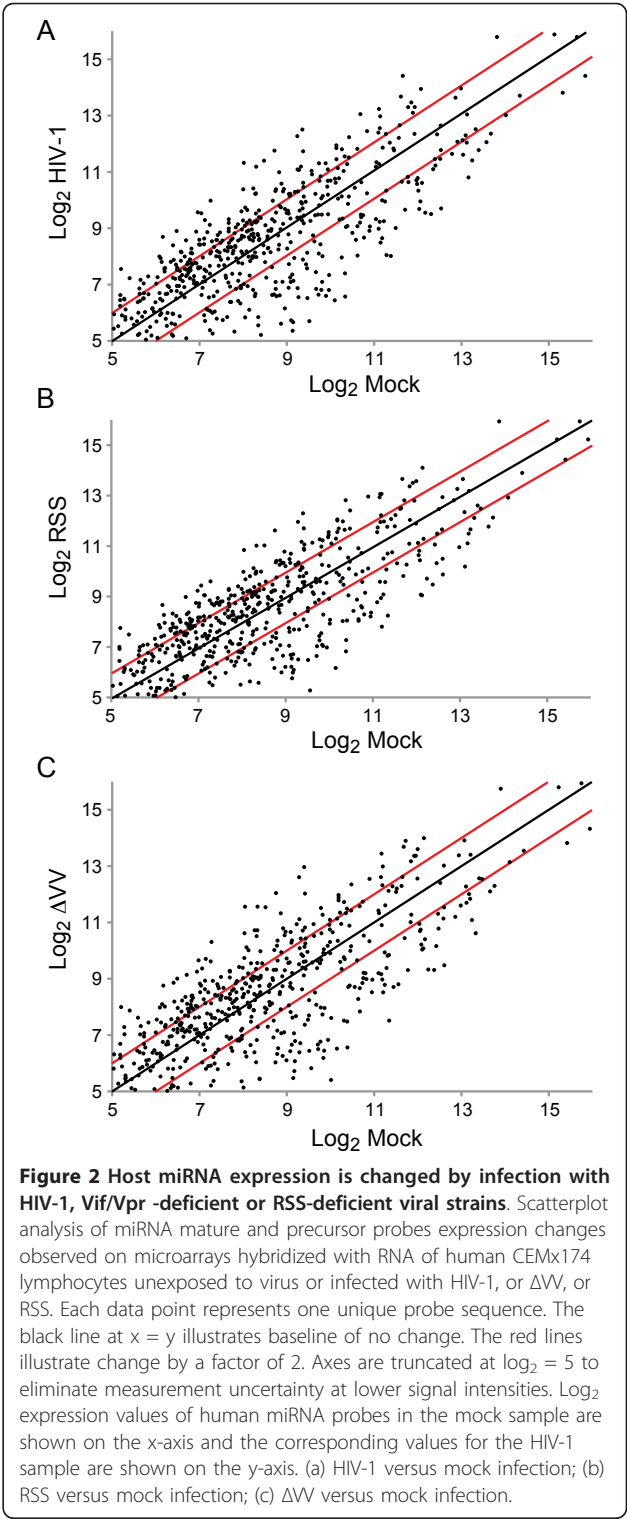 A
Log₂ HIV-1
15
13
11
9
7
5
5 7 9 11 13 15
Log₂ Mock
B
Log₂ RSS
15
13
11
9
7
5
5 7 9 11 13 15
Log₂ Mock
C
Log₂ ΔVV
15
13
11
9
7
5
5 7 9 11 13 15
Log₂ Mock
Figure 2 Host miRNA expression is changed by infection with
HIV-1, Vif/Vpr -deficient or RSS-deficient viral strains. Scatterplot
analysis of miRNA mature and precursor probes expression changes
observed on microarrays hybridized with RNA of human CEMx174
lymphocytes unexposed to virus or infected with HIV-1, or ΔVV, or
RSS. Each data point represents one unique probe sequence. The
black line at x = y illustrates baseline of no change. The red lines
illustrate change by a factor of 2. Axes are truncated at log₂ = 5 to
eliminate measurement uncertainty at lower signal intensities. Log₂
expression values of human miRNA probes in the mock sample are
shown on the x-axis and the corresponding values for the HIV-1
sample are shown on the y-axis. (a) HIV-1 versus mock infection; (b)
RSS versus mock infection; (c) ΔVV versus mock infection.